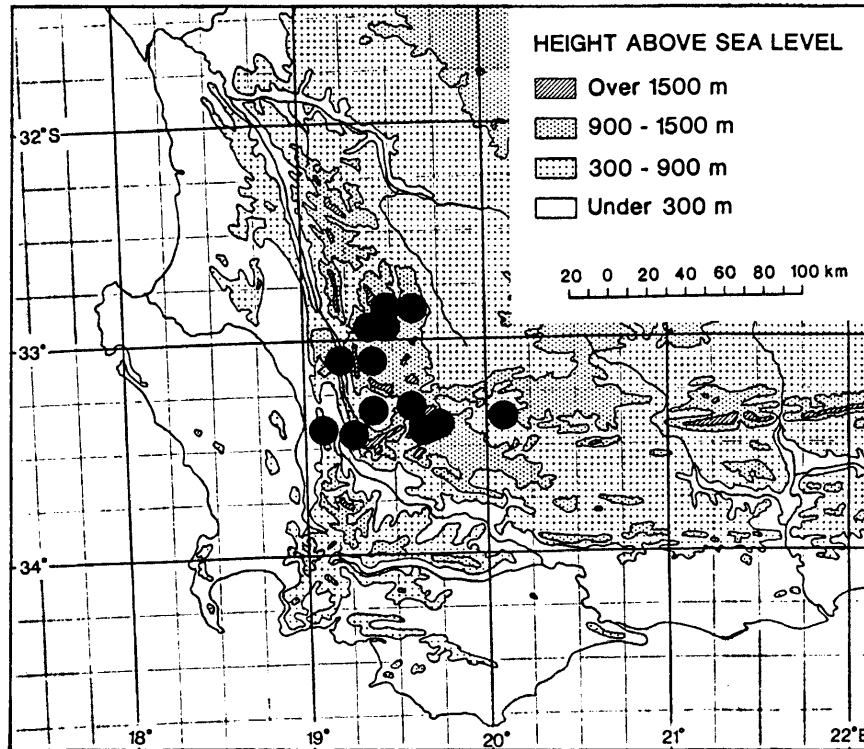 HEIGHT ABOVE SEA LEVEL
Over 1500 m
900 - 1500 m
300 - 900 m
Under 300 m
20 0 20 40 60 80 100 km
32°S
33°
34°
18° 19° 20° 21° 22°E